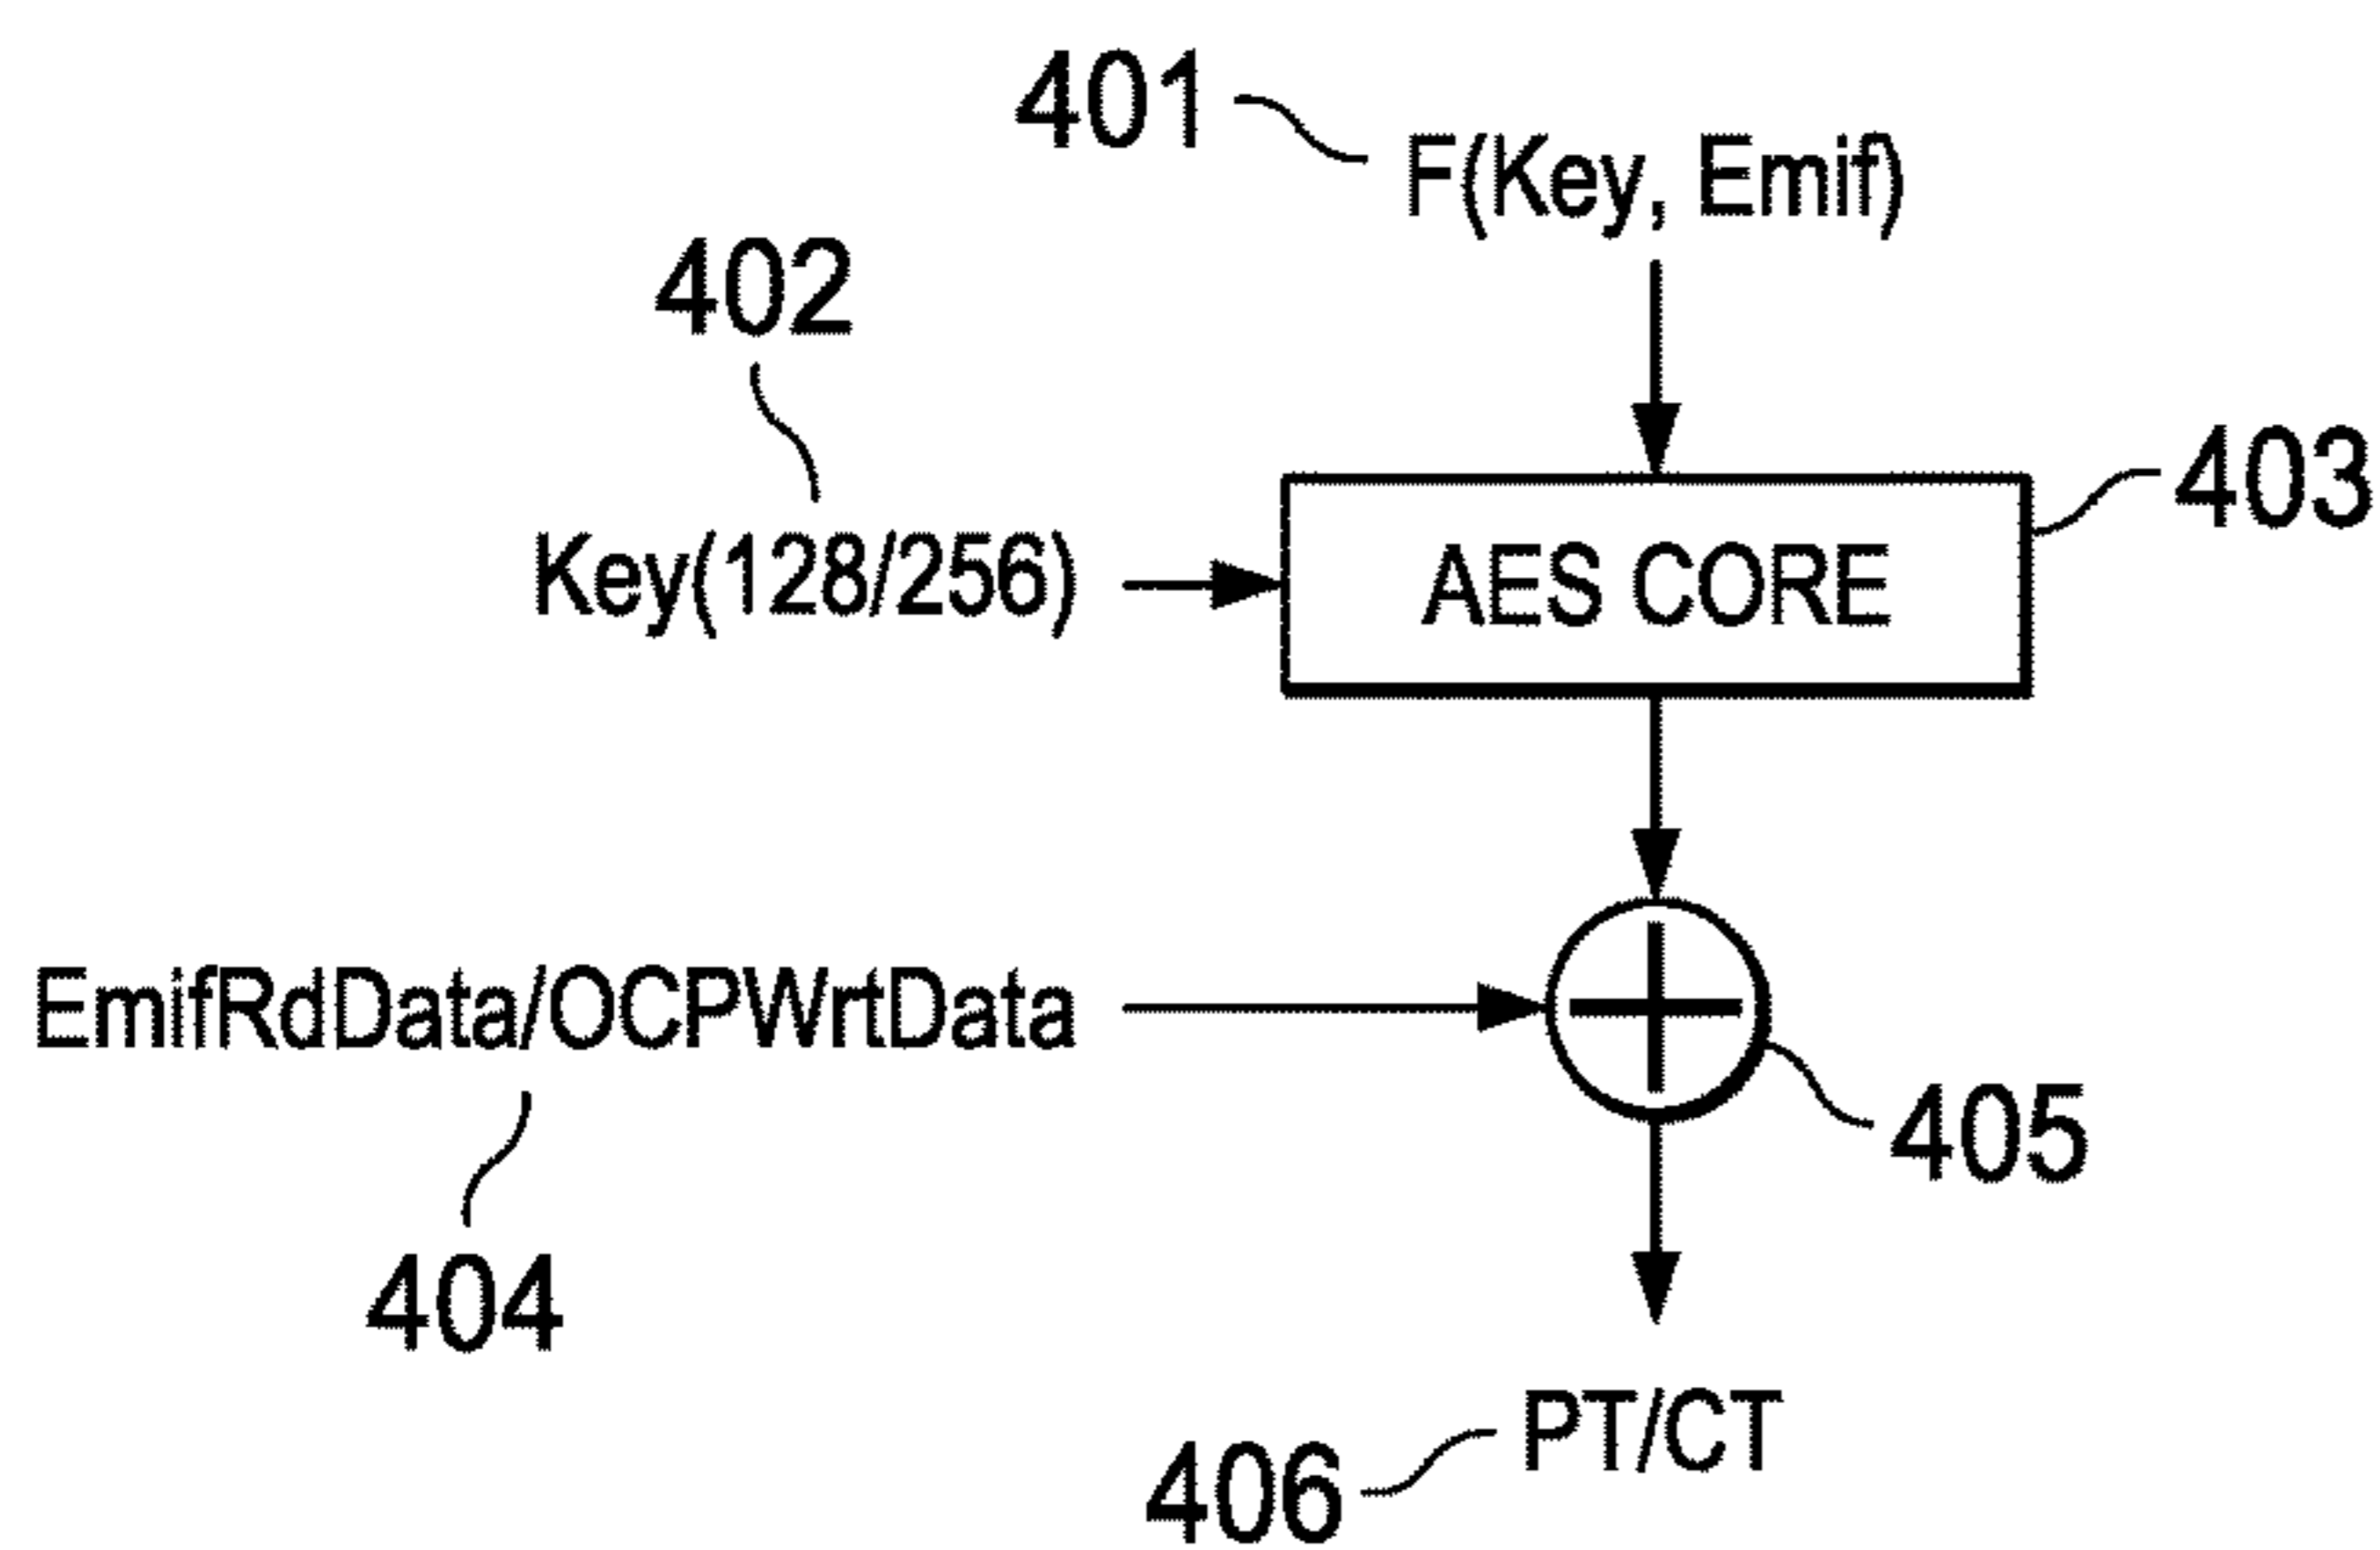 401
F(Key, Emif)
402
403
Key(128/256)
AES CORE
EmifRdData/OCPWrtData
405
404
PT/CT
406